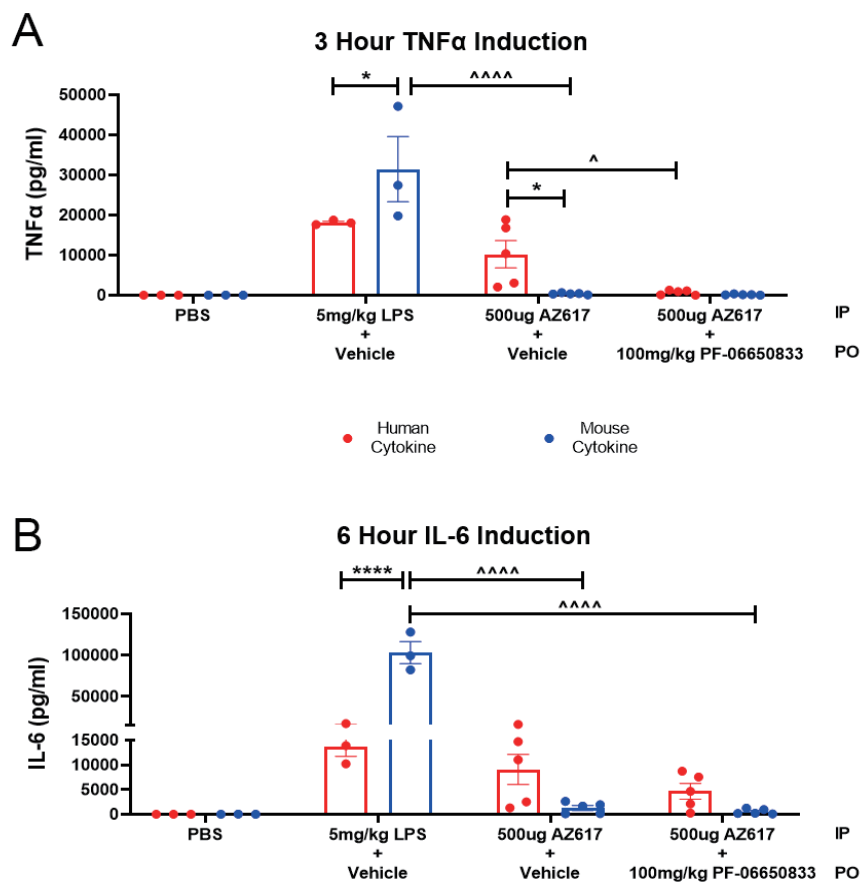 A
3 Hour TNFα Induction
* ^^^^
50000
40000
^
30000
*
20000
10000
0
TNFα (pg/ml)
PBS 5mg/kg LPS 500ug AZ617 500ug AZ617 IP
+ + +
Vehicle Vehicle 100mg/kg PF-06650833 PO
Human Mouse
Cytokine Cytokine
B
6 Hour IL-6 Induction
**** ^^^^
^^^^
150000
100000
50000
15000
10000
5000
0
IL-6 (pg/ml)
PBS 5mg/kg LPS 500ug AZ617 500ug AZ617 IP
+ + +
Vehicle Vehicle 100mg/kg PF-06650833 PO